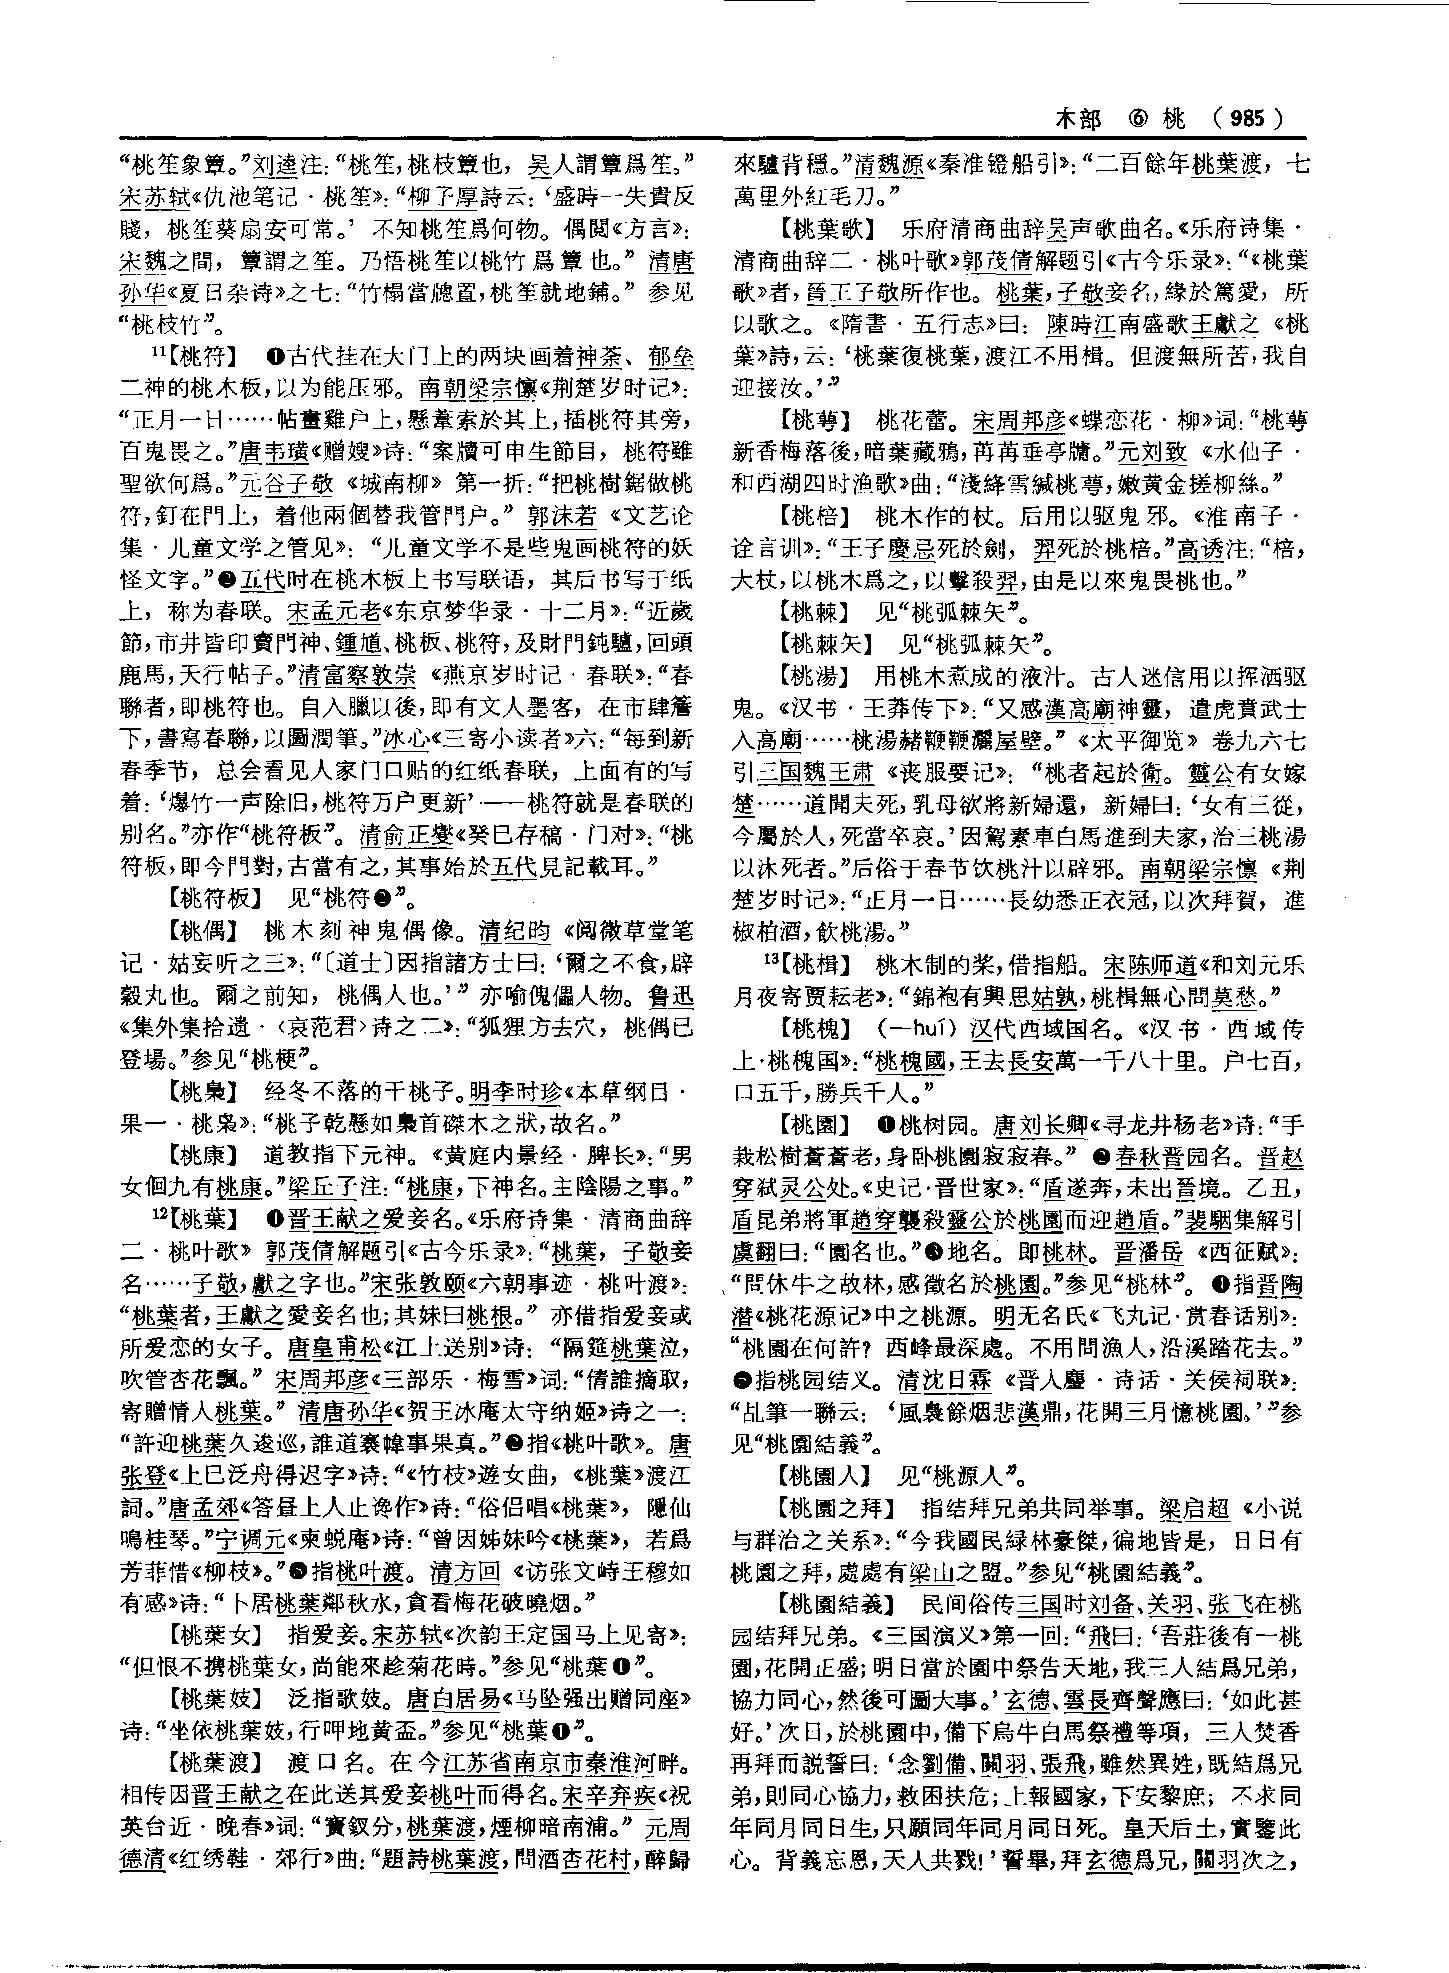 木部 ⑥ 桃 （985）
“桃笙象簟。”刘逵注：“桃笙，桃枝簟也，吴人謂簟爲笙。”
宋苏轼《仇池笔记·桃笙》：“柳子厚詩云：‘盛時一失貴反
賤，桃笙葵扇安可常。’不知桃笙爲何物。偶閲《方言》：
宋魏之間，簟謂之笙。乃悟桃笙以桃竹爲簟也。”清唐
孙华《夏日杂诗》之七：“竹榻當牕置，桃笙就地鋪。”参见
“桃枝竹”。
11【桃符】 ❶古代挂在大门上的两块画着神荼、郁垒
二神的桃木板，以为能压邪。南朝梁宗懔《荆楚岁时记》：
“正月一日……帖畫雞户上，懸葦索於其上，插桃符其旁，
百鬼畏之。”唐韦璜《赠嫂》诗：“案牘可申生節目，桃符雖
聖欲何爲。”元谷子敬《城南柳》第一折：“把桃樹鋸做桃
符，釘在門上，着他兩個替我管門户。”郭沫若《文艺论
集·儿童文学之管见》：“儿童文学不是些鬼画桃符的妖
怪文字。”❷五代时在桃木板上书写联语，其后书写于纸
上，称为春联。宋孟元老《东京梦华录·十二月》：“近歲
節，市井皆印賣門神、鍾馗、桃板、桃符，及財門鈍驢，回頭
鹿馬，天行帖子。”清富察敦崇《燕京岁时记·春联》：“春
聯者，即桃符也。自入臘以後，即有文人墨客，在市肆簷
下，書寫春聯，以圖潤筆。”冰心《三寄小读者》六：“每到新
春季节，总会看见人家门口贴的红纸春联，上面有的写
着：‘爆竹一声除旧，桃符万户更新’——桃符就是春联的
别名。”亦作“桃符板”。清俞正燮《癸巳存稿·门对》：“桃
符板，即今門對，古當有之，其事始於五代見記載耳。”
【桃符板】 见“桃符❷”。
【桃偶】 桃木刻神鬼偶像。清纪昀《阅微草堂笔
记·姑妄听之三》：“〔道士〕因指諸方士曰：‘爾之不食，辟
穀丸也。爾之前知，桃偶人也。’”亦喻傀儡人物。鲁迅
《集外集拾遗·〈哀范君〉诗之二》：“狐狸方去穴，桃偶已
登場。”参见“桃梗”。
【桃梟】 经冬不落的干桃子。明李时珍《本草纲目·
果一·桃枭》：“桃子乾懸如梟首磔木之狀，故名。”
【桃康】 道教指下元神。《黄庭内景经·脾长》：“男
女佪九有桃康。”梁丘子注：“桃康，下神名。主陰陽之事。”
12【桃葉】 ❶晋王献之爱妾名。《乐府诗集·清商曲辞
二·桃叶歌》郭茂倩解题引《古今乐录》：“桃葉，子敬妾
名……子敬，獻之字也。”宋张敦颐《六朝事迹·桃叶渡》：
“桃葉者，王獻之愛妾名也；其妹曰桃根。”亦借指爱妾或
所爱恋的女子。唐皇甫松《江上送别》诗：“隔筵桃葉泣，
吹管杏花飄。”宋周邦彦《三部乐·梅雪》词：“倩誰摘取，
寄贈情人桃葉。”清唐孙华《贺王冰庵太守纳姬》诗之一：
“許迎桃葉久逡巡，誰道褰幃事果真。”❷指《桃叶歌》。唐
张登《上巳泛舟得迟字》诗：“《竹枝》遊女曲，《桃葉》渡江
詞。”唐孟郊《答昼上人止谗作》诗：“俗侣唱《桃葉》，隱仙
鳴桂琴。”宁调元《柬蜕庵》诗：“曾因姊妹吟《桃葉》，若爲
芳菲惜《柳枝》。”❸指桃叶渡。清方回《访张文峙王穆如
有感》诗：“卜居桃葉鄰秋水，貪看梅花破曉烟。”
【桃葉女】 指爱妾。宋苏轼《次韵王定国马上见寄》：
“但恨不携桃葉女，尚能來趁菊花時。”参见“桃葉❶”。
【桃葉妓】 泛指歌妓。唐白居易《马坠强出赠同座》
诗：“坐依桃葉妓，行呷地黄盃。”参见“桃葉❶”。
【桃葉渡】 渡口名。在今江苏省南京市秦淮河畔。
相传因晋王献之在此送其爱妾桃叶而得名。宋辛弃疾《祝
英台近·晚春》词：“寶釵分，桃葉渡，煙柳暗南浦。”元周
德清《红绣鞋·郊行》曲：“題詩桃葉渡，問酒杏花村，醉歸
來驢背穩。”清魏源《秦淮镫船引》：“二百餘年桃葉渡，七
萬里外紅毛刀。”
【桃葉歌】 乐府清商曲辞吴声歌曲名。《乐府诗集·
清商曲辞二·桃叶歌》郭茂倩解题引《古今乐录》：“《桃葉
歌》者，晉王子敬所作也。桃葉，子敬妾名，緣於篤愛，所
以歌之。《隋書·五行志》曰：陳時江南盛歌王獻之《桃
葉》詩，云：‘桃葉復桃葉，渡江不用楫。但渡無所苦，我自
迎接汝。’”
【桃萼】 桃花蕾。宋周邦彦《蝶恋花·柳》词：“桃萼
新香梅落後，暗葉藏鴉，苒苒垂亭牖。”元刘致《水仙子·
和西湖四时渔歌》曲：“淺絳雪緘桃萼，嫩黄金搓柳絲。”
【桃棓】 桃木作的杖。后用以驱鬼邪。《淮南子·
诠言训》：“王子慶忌死於劍，羿死於桃棓。”高诱注：“棓，
大杖，以桃木爲之，以擊殺羿，由是以來鬼畏桃也。”
【桃棘】 见“桃弧棘矢”。
【桃棘矢】 见“桃弧棘矢”。
【桃湯】 用桃木煮成的液汁。古人迷信用以挥洒驱
鬼。《汉书·王莽传下》：“又感漢高廟神靈，遣虎賁武士
入高廟……桃湯赭鞭鞭灑屋壁。”《太平御览》卷九六七
引三国魏王肃《丧服要记》：“桃者起於衛。靈公有女嫁
楚……道聞夫死，乳母欲將新婦還，新婦曰：‘女有三從，
今屬於人，死當卒哀。’因駕素車白馬進到夫家，治三桃湯
以沐死者。”后俗于春节饮桃汁以辟邪。南朝梁宗懔《荆
楚岁时记》：“正月一日……長幼悉正衣冠，以次拜賀，進
椒柏酒，飲桃湯。”
13【桃楫】 桃木制的桨，借指船。宋陈师道《和刘元乐
月夜寄贾耘老》：“錦袍有興思姑孰，桃楫無心問莫愁。”
【桃槐】 （—huí）汉代西域国名。《汉书·西域传
上·桃槐国》：“桃槐國，王去長安萬一千八十里。户七百，
口五千，勝兵千人。”
【桃園】 ❶桃树园。唐刘长卿《寻龙井杨老》诗：“手
栽松樹蒼蒼老，身卧桃園寂寂春。”❷春秋晋园名。晋赵
穿弑灵公处。《史记·晋世家》：“盾遂奔，未出晉境。乙丑，
盾昆弟將軍趙穿襲殺靈公於桃園而迎趙盾。”裴駰集解引
虞翻曰：“園名也。”❸地名。即桃林。晋潘岳《西征赋》：
“問休牛之故林，感徵名於桃園。”参见“桃林”。❹指晋陶
潜《桃花源记》中之桃源。明无名氏《飞丸记·赏春话别》：
“桃園在何許？西峰最深處。不用問漁人，沿溪踏花去。”
❺指桃园结义。清沈日霖《晋人麈·诗话·关侯祠联》：
“乩筆一聯云：‘風裊餘烟悲漢鼎，花開三月憶桃園。’”参
见“桃園結義”。
【桃園人】 见“桃源人”。
【桃園之拜】 指结拜兄弟共同举事。梁启超《小说
与群治之关系》：“今我國民緑林豪傑，徧地皆是，日日有
桃園之拜，處處有梁山之盟。”参见“桃園結義”。
【桃園結義】 民间俗传三国时刘备、关羽、张飞在桃
园结拜兄弟。《三国演义》第一回：“飛曰：‘吾莊後有一桃
園，花開正盛；明日當於園中祭告天地，我三人結爲兄弟，
協力同心，然後可圖大事。’玄德、雲長齊聲應曰：‘如此甚
好。’次日，於桃園中，備下烏牛白馬祭禮等項，三人焚香
再拜而説誓曰：‘念劉備、關羽、張飛，雖然異姓，既結爲兄
弟，則同心協力，救困扶危；上報國家，下安黎庶；不求同
年同月同日生，只願同年同月同日死。皇天后土，實鑒此
心。背義忘恩，天人共戮！’誓畢，拜玄德爲兄，關羽次之，